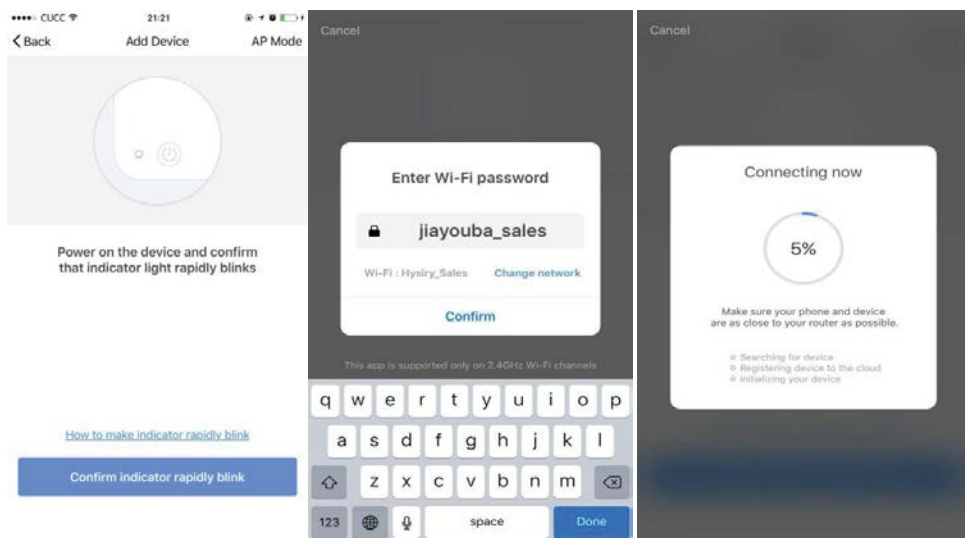 CUCC
21:21
Back
Add Device
AP Mode
Power on the device and confirm
that indicator light rapidly blinks
How to make indicator rapidly blink
Confirm indicator rapidly blink
Cancel
Enter Wi-Fi password
jiayouba_sales
Wi-Fi : Hysiry_Sales
Change network
Confirm
This app is supported only on 2.4GHz Wi-Fi channels
q w e r t y u i o p
a s d f g h j k l
z x c v b n m
123
space
Done
Cancel
Connecting now
5%
Make sure your phone and device
are as close to your router as possible.
Searching for device
Registering device to the cloud
Initializing your device